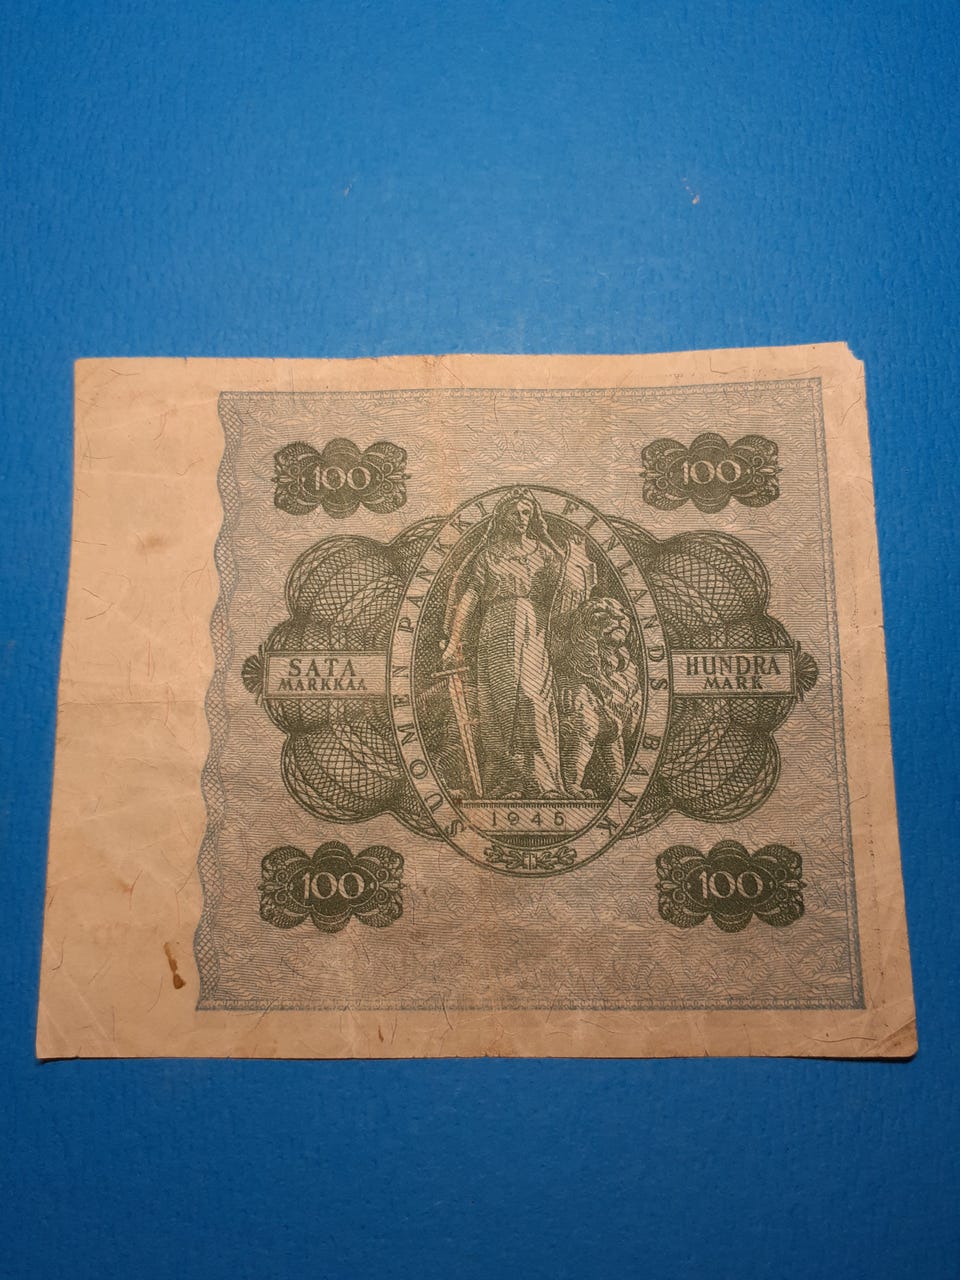 100
100
SUOMEN PANKKI
FINLANDS BANK
SATA
MARKKAA
HUNDRA
MARK
1945
100
100